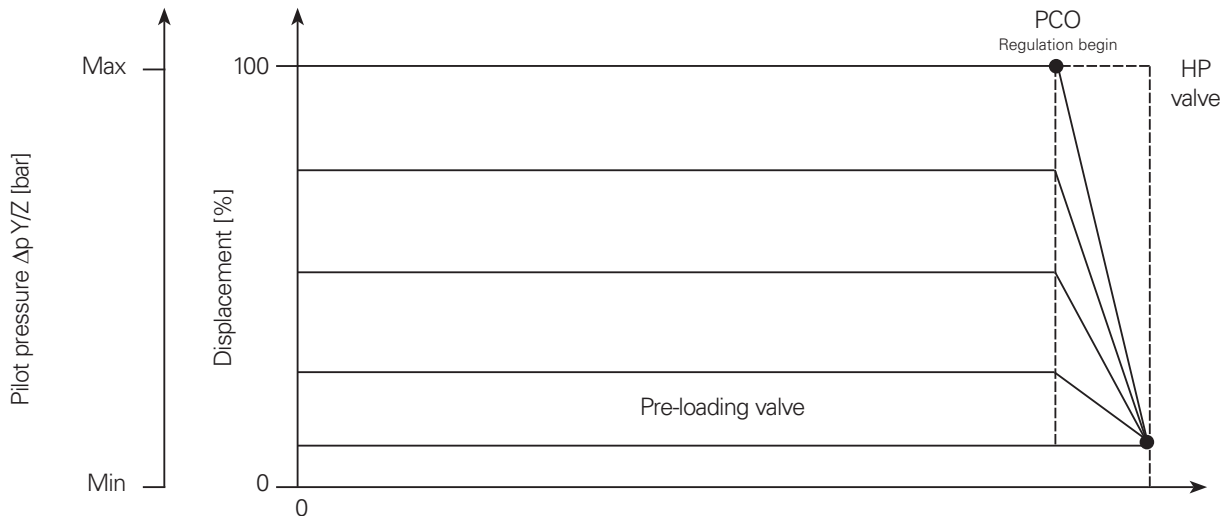 PCO
Regulation begin
Max
100
HP
valve
Pilot pressure Δp Y/Z [bar]
Displacement [%]
Pre-loading valve
Min
0
0